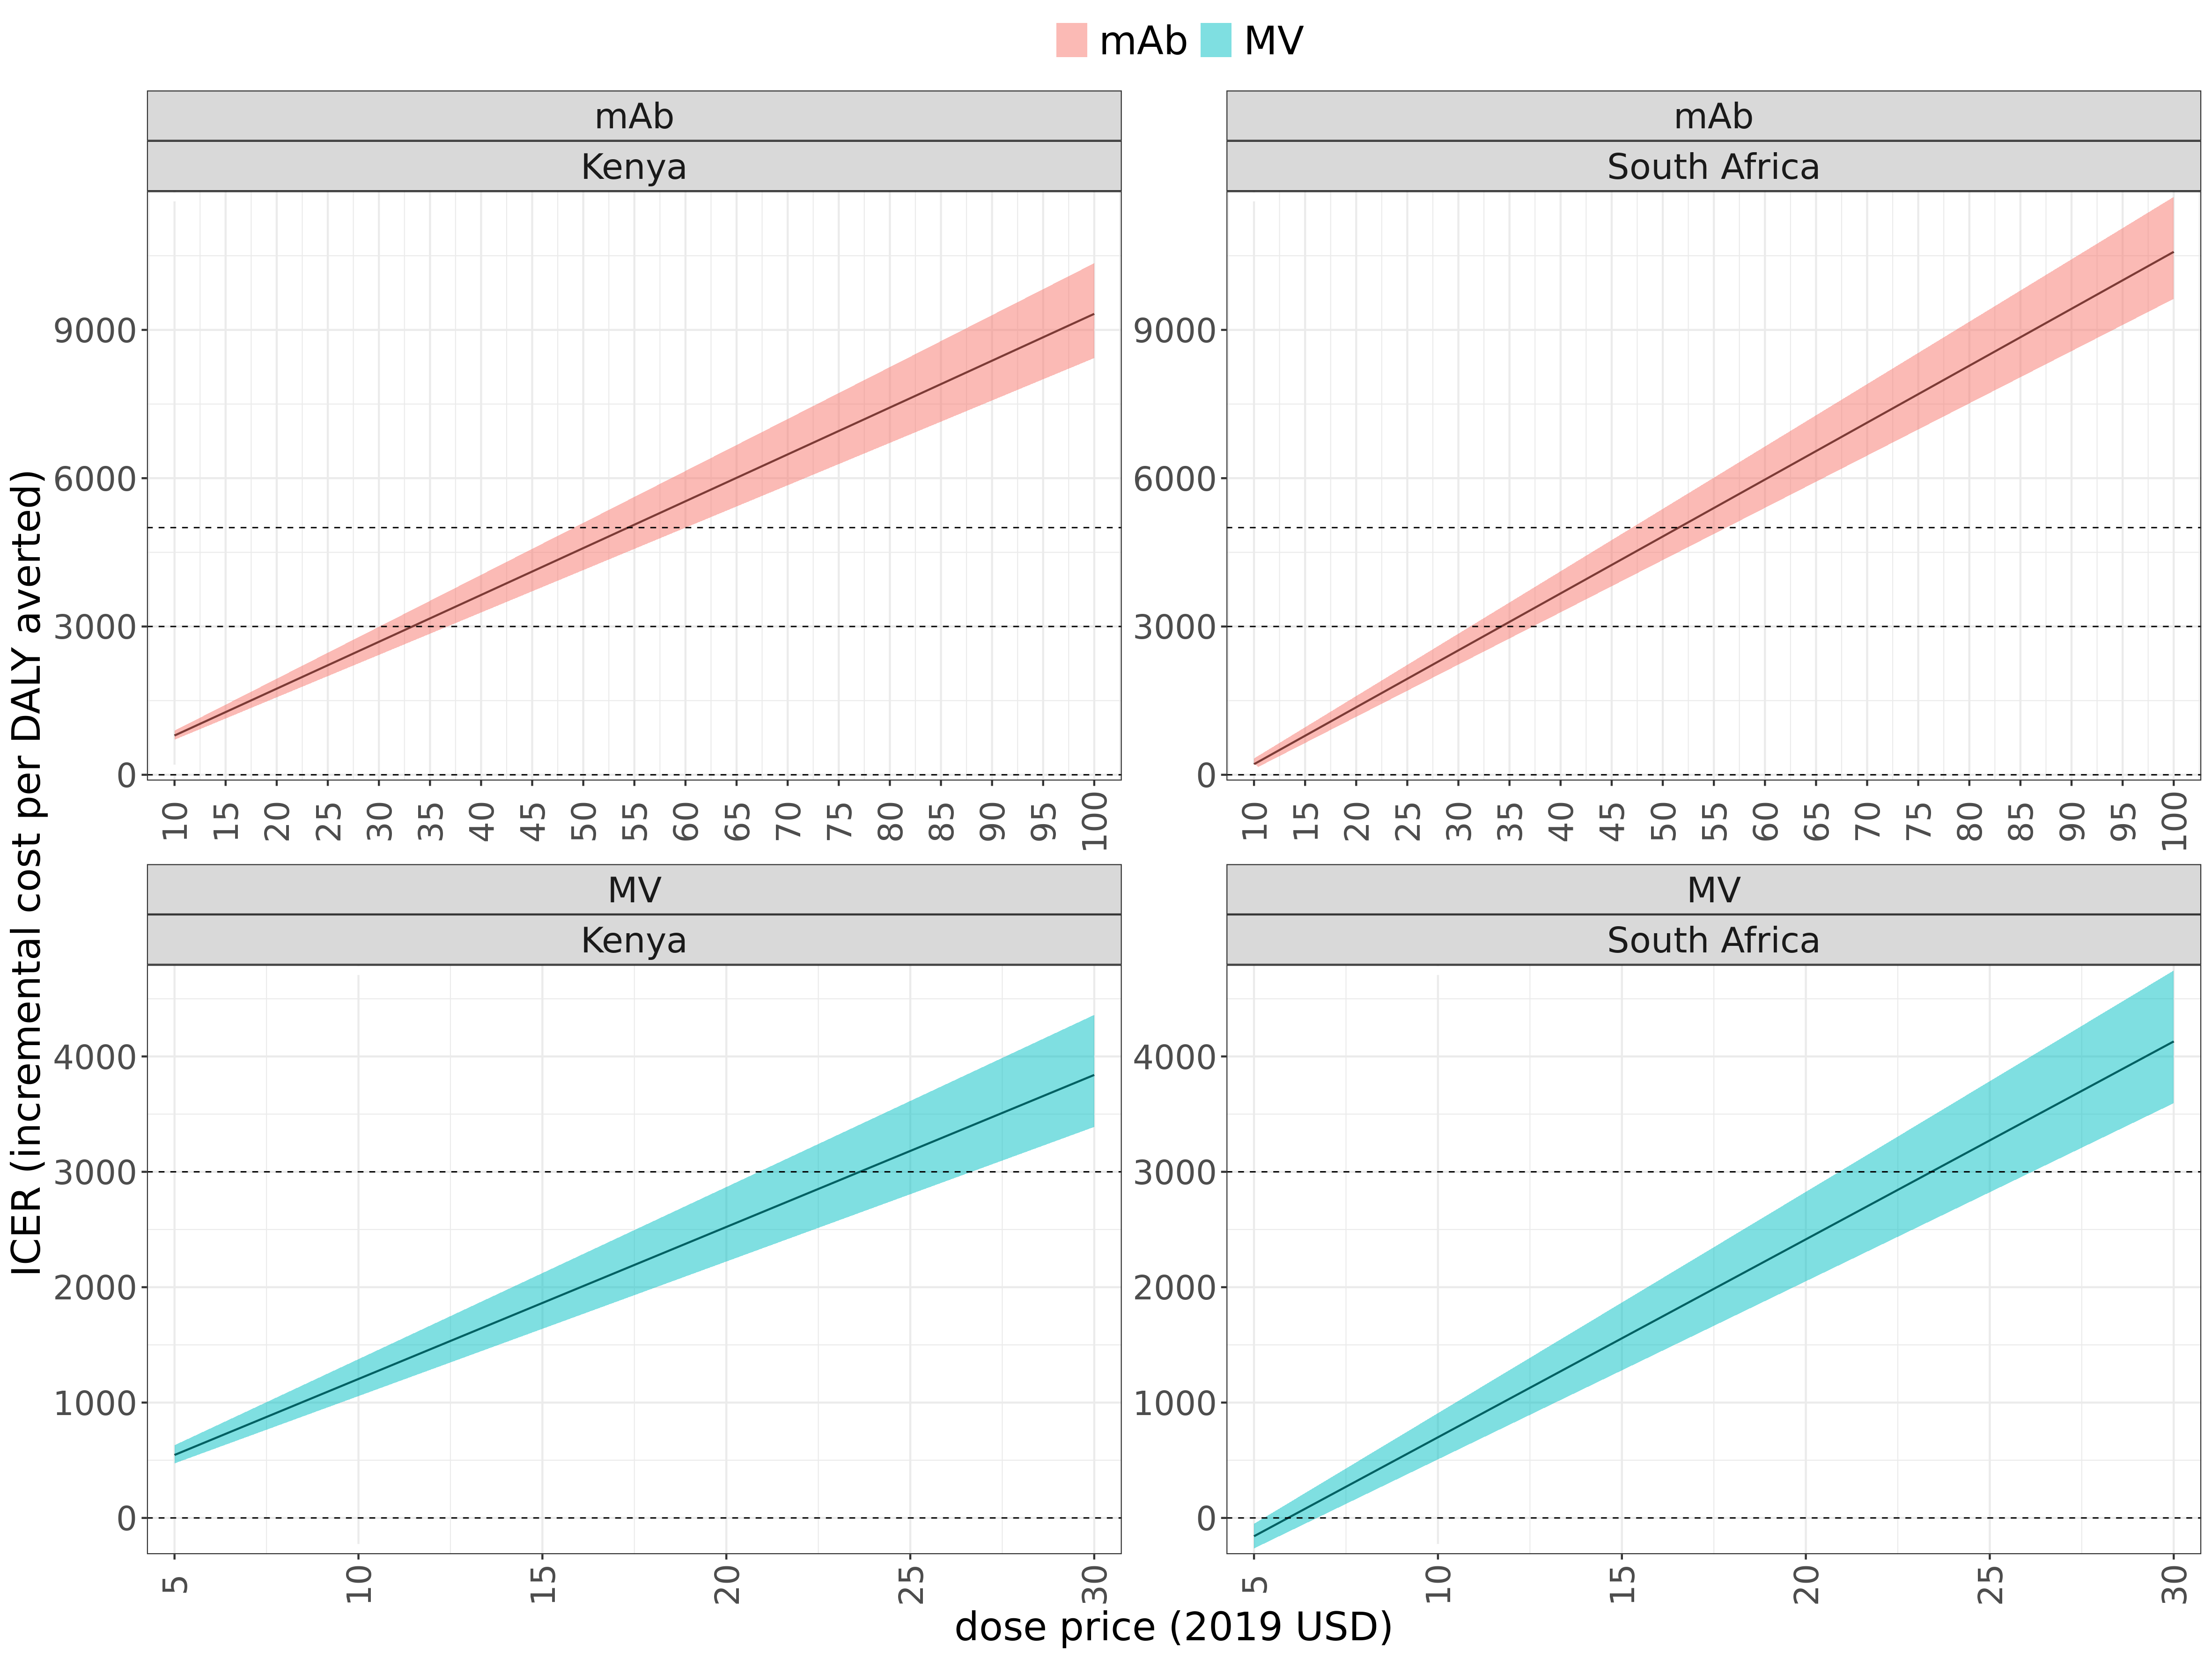 mAb MV
mAb
Kenya
mAb
South Africa
ICER (incremental cost per DALY averted)
9000
6000
3000
0
10 15 20 25 30 35 40 45 50 55 60 65 70 75 80 85 90 95 100
9000
6000
3000
0
10 15 20 25 30 35 40 45 50 55 60 65 70 75 80 85 90 95 100
MV
Kenya
MV
South Africa
4000
3000
2000
1000
0
5 10 15 20 25 30
4000
3000
2000
1000
0
5 10 15 20 25 30
dose price (2019 USD)